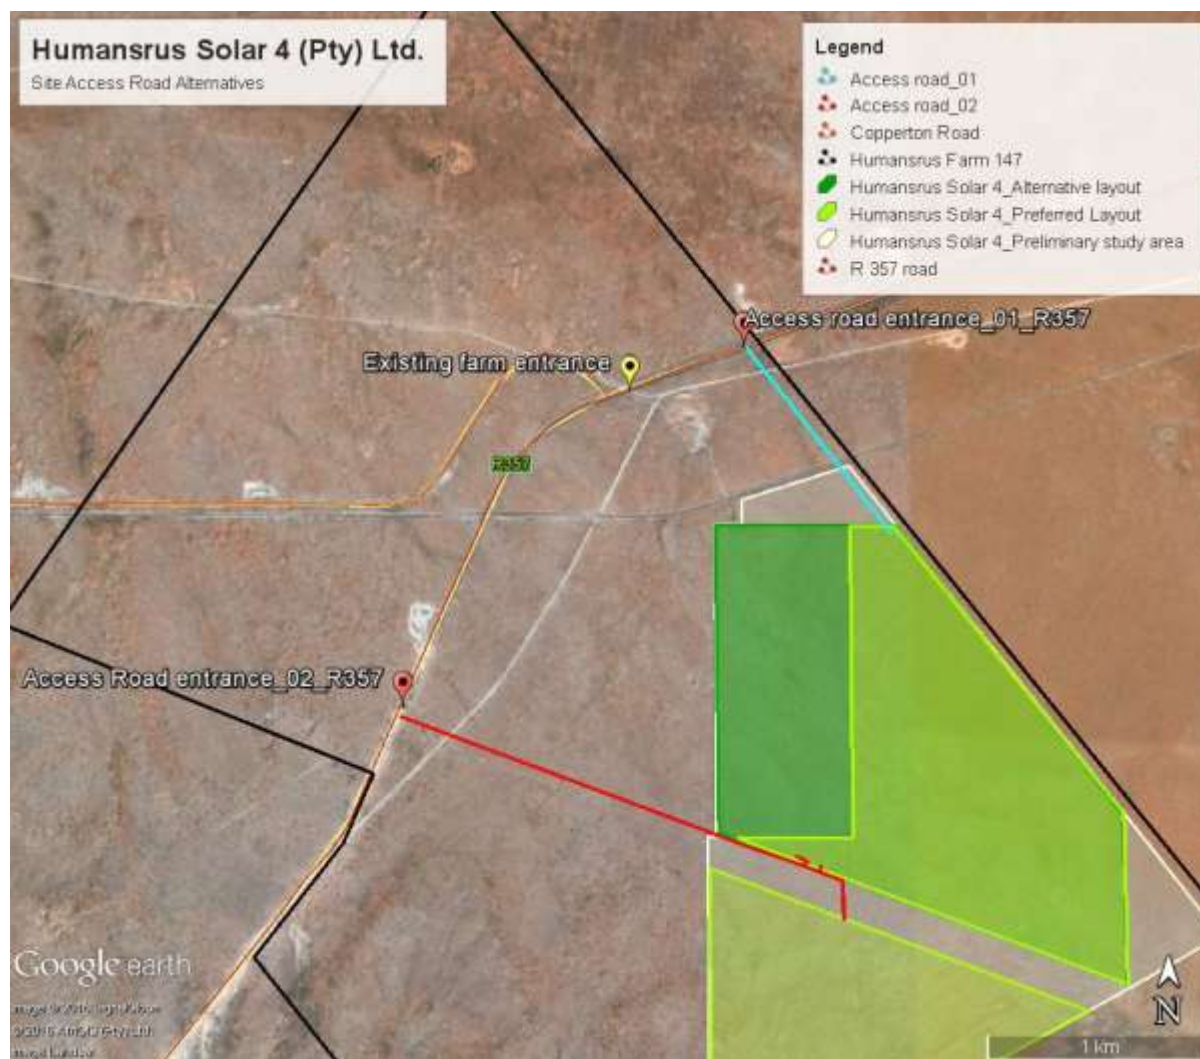 Humansrus Solar 4 (Pty) Ltd.
Site Access Road Alternatives
Legend
Access road_01
Access road_02
Copperton Road
Humansrus Farm 147
Humansrus Solar 4_Alternative layout
Humansrus Solar 4_Preferred Layout
Humansrus Solar 4_Preliminary study area
R 357 road
Access road entrance_01_R357
Existing farm entrance
R357
Access Road entrance_02_R357
Google earth
N
1 km